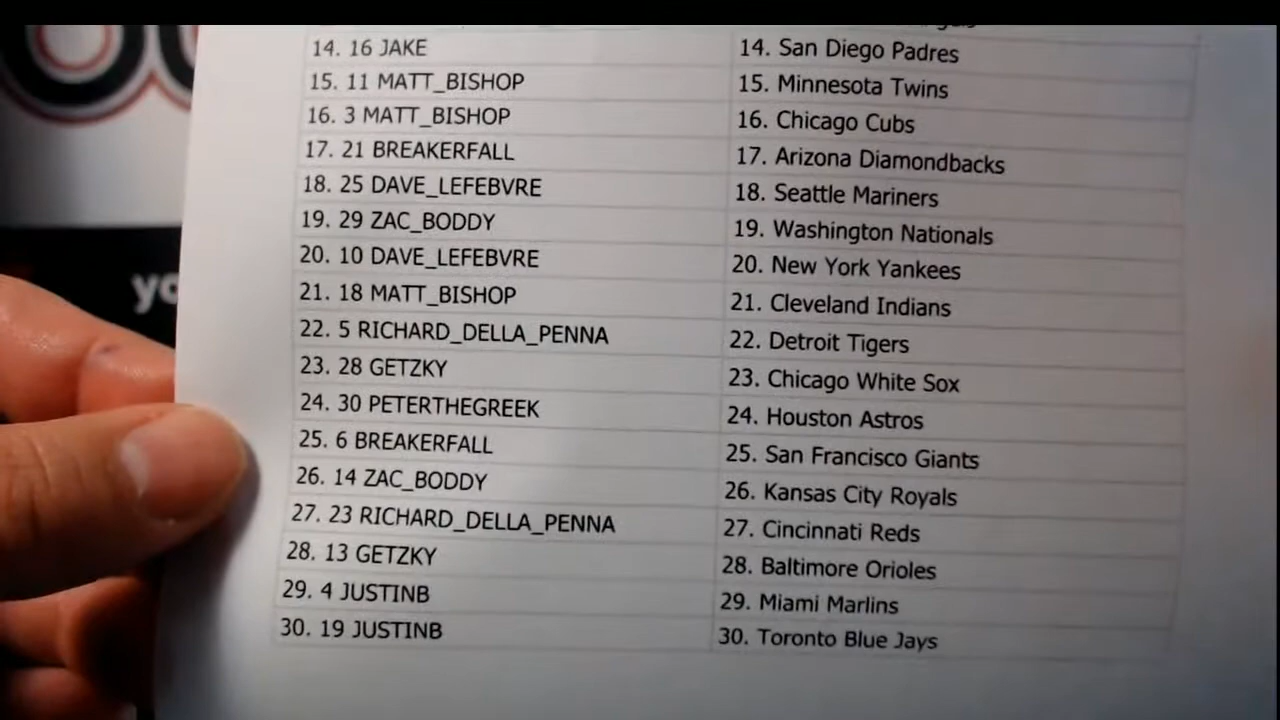 14. 16 JAKE 14. San Diego Padres
15. 11 MATT_BISHOP 15. Minnesota Twins
16. 3 MATT_BISHOP 16. Chicago Cubs
17. 21 BREAKERFALL 17. Arizona Diamondbacks
18. 25 DAVE_LEFEBVRE 18. Seattle Mariners
19. 29 ZAC_BODDY 19. Washington Nationals
20. 10 DAVE_LEFEBVRE 20. New York Yankees
21. 18 MATT_BISHOP 21. Cleveland Indians
22. 5 RICHARD_DELLA_PENNA 22. Detroit Tigers
23. 28 GETZKY 23. Chicago White Sox
24. 30 PETERTHEGREEK 24. Houston Astros
25. 6 BREAKERFALL 25. San Francisco Giants
26. 14 ZAC_BODDY 26. Kansas City Royals
27. 23 RICHARD_DELLA_PENNA 27. Cincinnati Reds
28. 13 GETZKY 28. Baltimore Orioles
29. 4 JUSTINB 29. Miami Marlins
30. 19 JUSTINB 30. Toronto Blue Jays